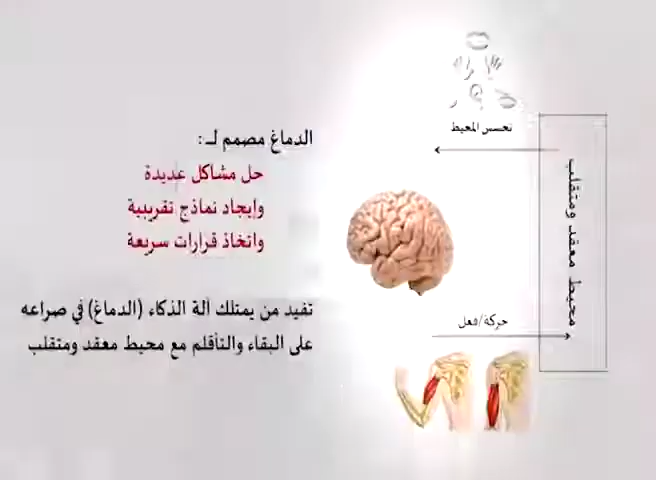 الدماغ مصمم لـ:
حل مشاكل عديدة
وإيجاد نماذج تقريبية
واتخاذ قرارات سريعة
تفيد من يمتلك آلة الذكاء (الدماغ) في صراعه
على البقاء والتأقلم مع محيط معقد ومتقلب
تحسس المحيط
محيط معقد ومتقلب
حركة/فعل